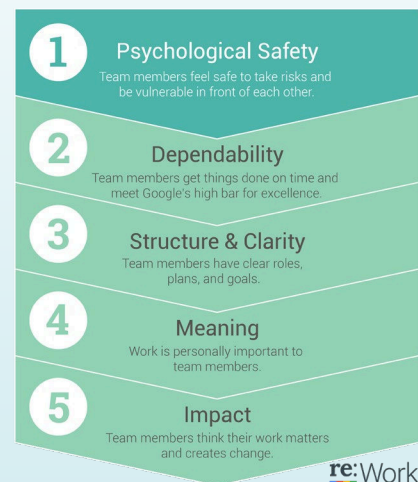 1
Psychological Safety
Team members feel safe to take risks and
be vulnerable in front of each other.
2
Dependability
Team members get things done on time and
meet Google's high bar for excellence.
3
Structure & Clarity
Team members have clear roles,
plans, and goals.
4
Meaning
Work is personally important to
team members.
5
Impact
Team members think their work matters
and creates change.
re:Work